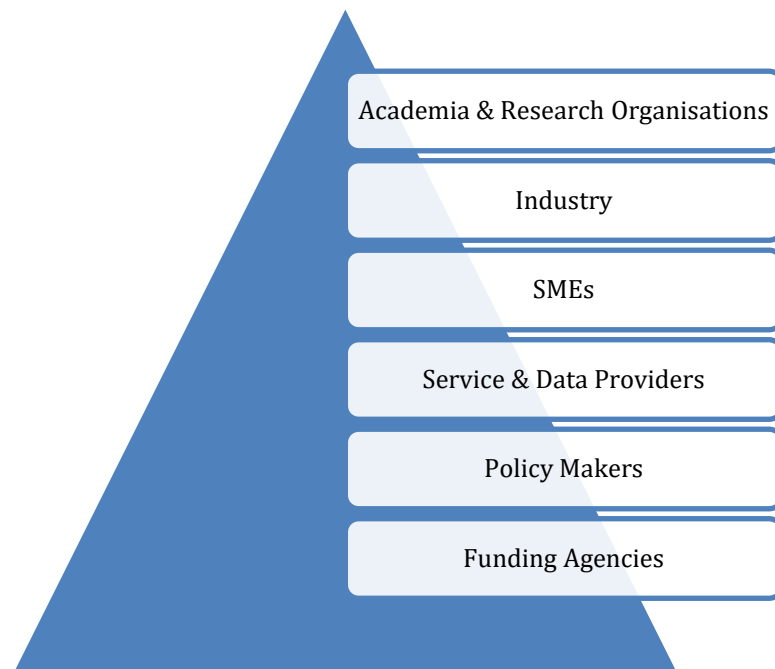 Academia & Research Organisations
Industry
SMEs
Service & Data Providers
Policy Makers
Funding Agencies